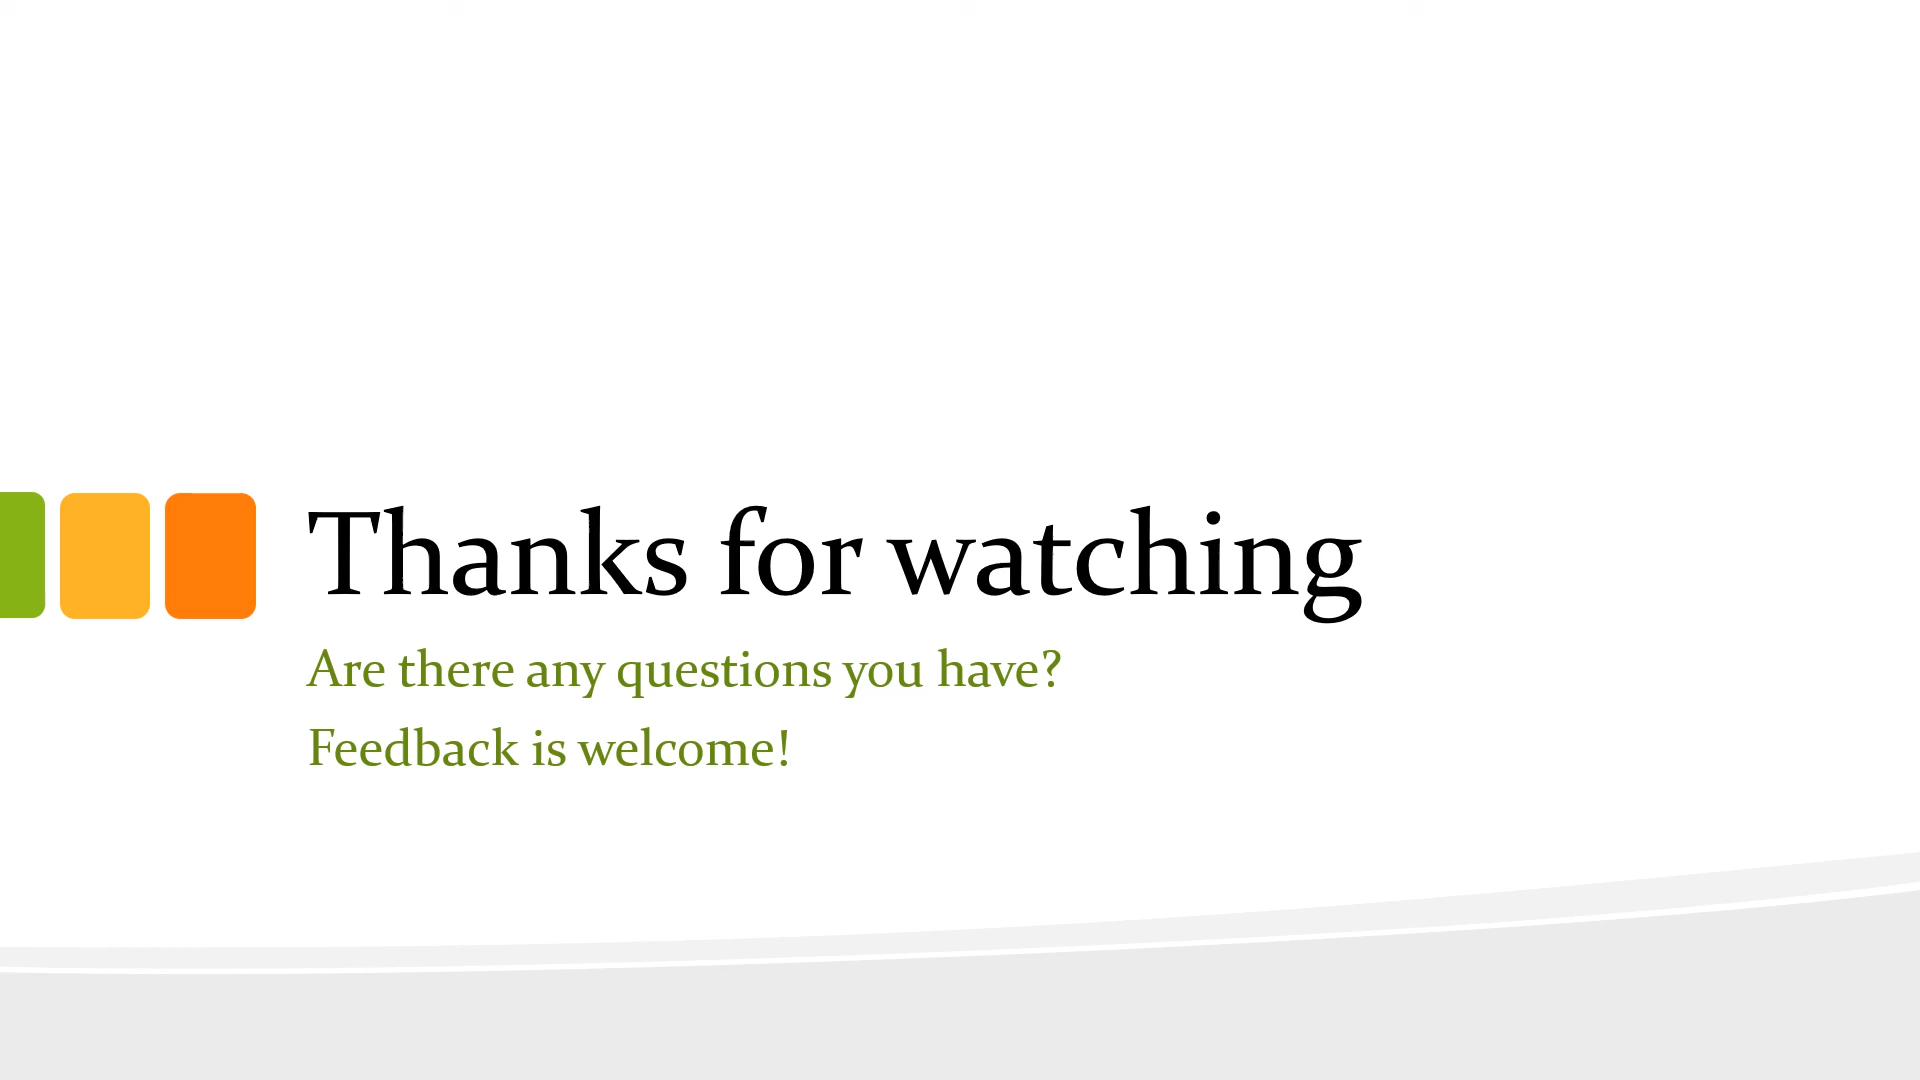 Thanks for watching
Are there any questions you have?
Feedback is welcome!